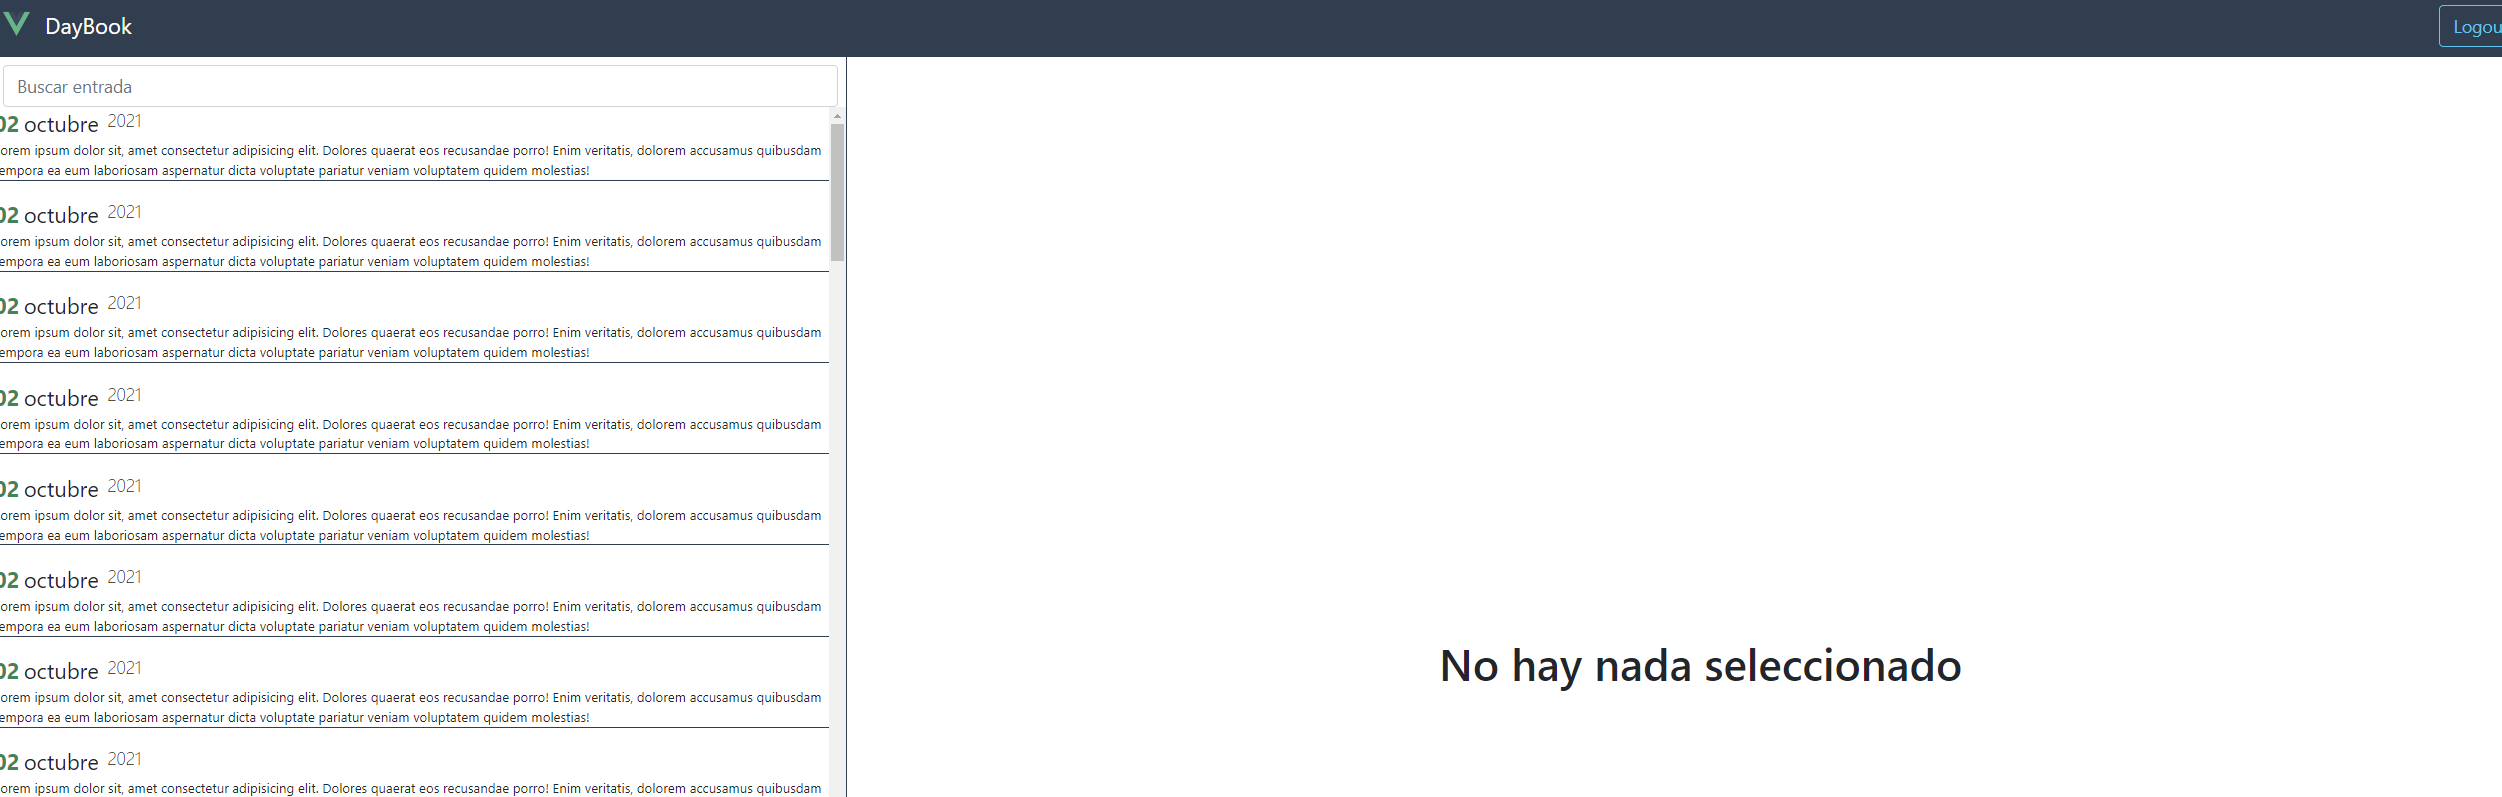 DayBook
Logou
Buscar entrada
02 octubre 2021
orem ipsum dolor sit, amet consectetur adipisicing elit. Dolores quaerat eos recusandae porro! Enim veritatis, dolorem accusamus quibusdam
empora ea eum laboriosam aspernatur dicta voluptate pariatur veniam voluptatem quidem molestias!
02 octubre 2021
orem ipsum dolor sit, amet consectetur adipisicing elit. Dolores quaerat eos recusandae porro! Enim veritatis, dolorem accusamus quibusdam
empora ea eum laboriosam aspernatur dicta voluptate pariatur veniam voluptatem quidem molestias!
02 octubre 2021
orem ipsum dolor sit, amet consectetur adipisicing elit. Dolores quaerat eos recusandae porro! Enim veritatis, dolorem accusamus quibusdam
empora ea eum laboriosam aspernatur dicta voluptate pariatur veniam voluptatem quidem molestias!
02 octubre 2021
orem ipsum dolor sit, amet consectetur adipisicing elit. Dolores quaerat eos recusandae porro! Enim veritatis, dolorem accusamus quibusdam
empora ea eum laboriosam aspernatur dicta voluptate pariatur veniam voluptatem quidem molestias!
02 octubre 2021
orem ipsum dolor sit, amet consectetur adipisicing elit. Dolores quaerat eos recusandae porro! Enim veritatis, dolorem accusamus quibusdam
empora ea eum laboriosam aspernatur dicta voluptate pariatur veniam voluptatem quidem molestias!
02 octubre 2021
orem ipsum dolor sit, amet consectetur adipisicing elit. Dolores quaerat eos recusandae porro! Enim veritatis, dolorem accusamus quibusdam
empora ea eum laboriosam aspernatur dicta voluptate pariatur veniam voluptatem quidem molestias!
02 octubre 2021
orem ipsum dolor sit, amet consectetur adipisicing elit. Dolores quaerat eos recusandae porro! Enim veritatis, dolorem accusamus quibusdam
empora ea eum laboriosam aspernatur dicta voluptate pariatur veniam voluptatem quidem molestias!
02 octubre 2021
orem ipsum dolor sit, amet consectetur adipisicing elit. Dolores quaerat eos recusandae porro! Enim veritatis, dolorem accusamus quibusdam
No hay nada seleccionado